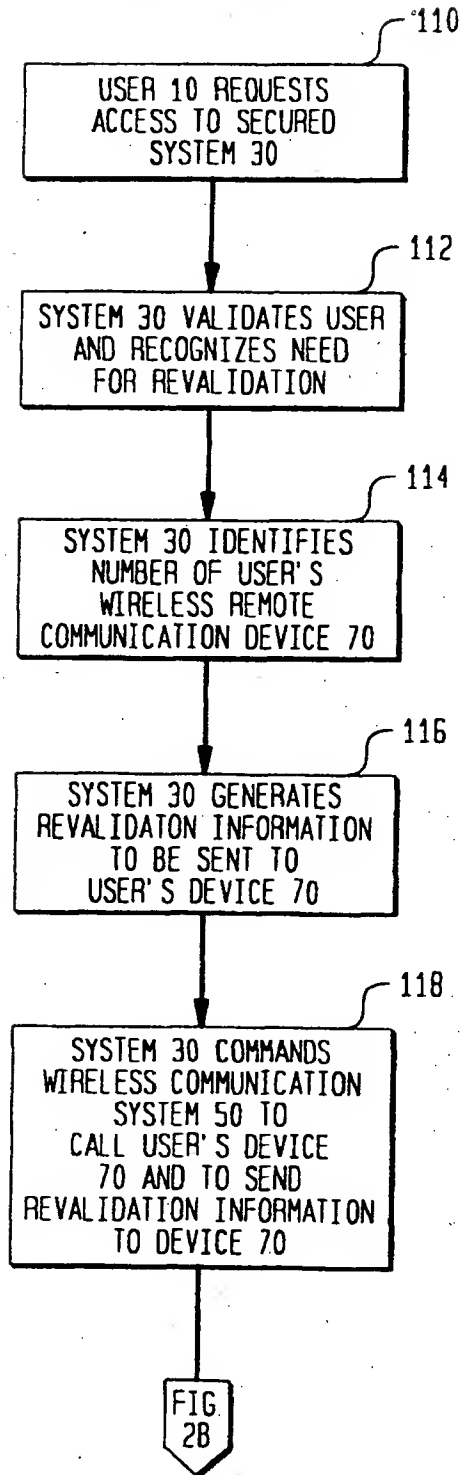 110
USER 10 REQUESTS
ACCESS TO SECURED
SYSTEM 30
112
SYSTEM 30 VALIDATES USER
AND RECOGNIZES NEED
FOR REVALIDATION
114
SYSTEM 30 IDENTIFIES
NUMBER OF USER'S
WIRELESS REMOTE
COMMUNICATION DEVICE 70
116
SYSTEM 30 GENERATES
REVALIDATON INFORMATION
TO BE SENT TO
USER'S DEVICE 70
118
SYSTEM 30 COMMANDS
WIRELESS COMMUNICATION
SYSTEM 50 TO
CALL USER'S DEVICE
70 AND TO SEND
REVALIDATION INFORMATION
TO DEVICE 70
FIG
2B